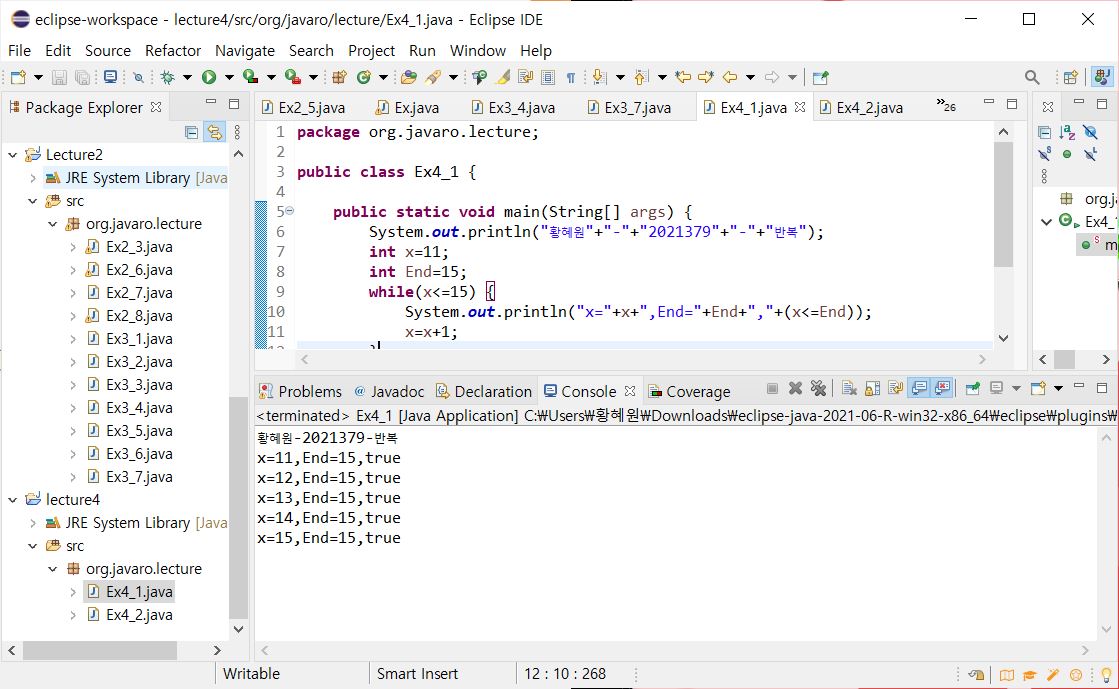 eclipse-workspace - lecture4/src/org/javaro/lecture/Ex4_1.java - Eclipse IDE
File Edit Source Refactor Navigate Search Project Run Window Help
Package Explorer
Lecture2
JRE System Library [Java
src
org.javaro.lecture
Ex2_3.java
Ex2_6.java
Ex2_7.java
Ex2_8.java
Ex3_1.java
Ex3_2.java
Ex3_3.java
Ex3_4.java
Ex3_5.java
Ex3_6.java
Ex3_7.java
lecture4
JRE System Library [Java
src
org.javaro.lecture
Ex4_1.java
Ex4_2.java
Ex2_5.java Ex.java Ex3_4.java Ex3_7.java Ex4_1.java Ex4_2.java »26
1 package org.javaro.lecture;
2
3 public class Ex4_1 {
4
5 public static void main(String[] args) {
6 System.out.println("황혜원"+"-"+"2021379"+"-"+"반복");
7 int x=11;
8 int End=15;
9 while(x<=15) {
10 System.out.println("x="+x+",End="+End+","+(x<=End));
11 x=x+1;
org.j
Ex4_
m
Problems @ Javadoc Declaration Console Coverage
<terminated> Ex4_1 [Java Application] C:₩Users₩황혜원₩Downloads₩eclipse-java-2021-06-R-win32-x86_64₩eclipse₩plugins₩
황혜원-2021379-반복
x=11,End=15,true
x=12,End=15,true
x=13,End=15,true
x=14,End=15,true
x=15,End=15,true
Writable Smart Insert 12 : 10 : 268